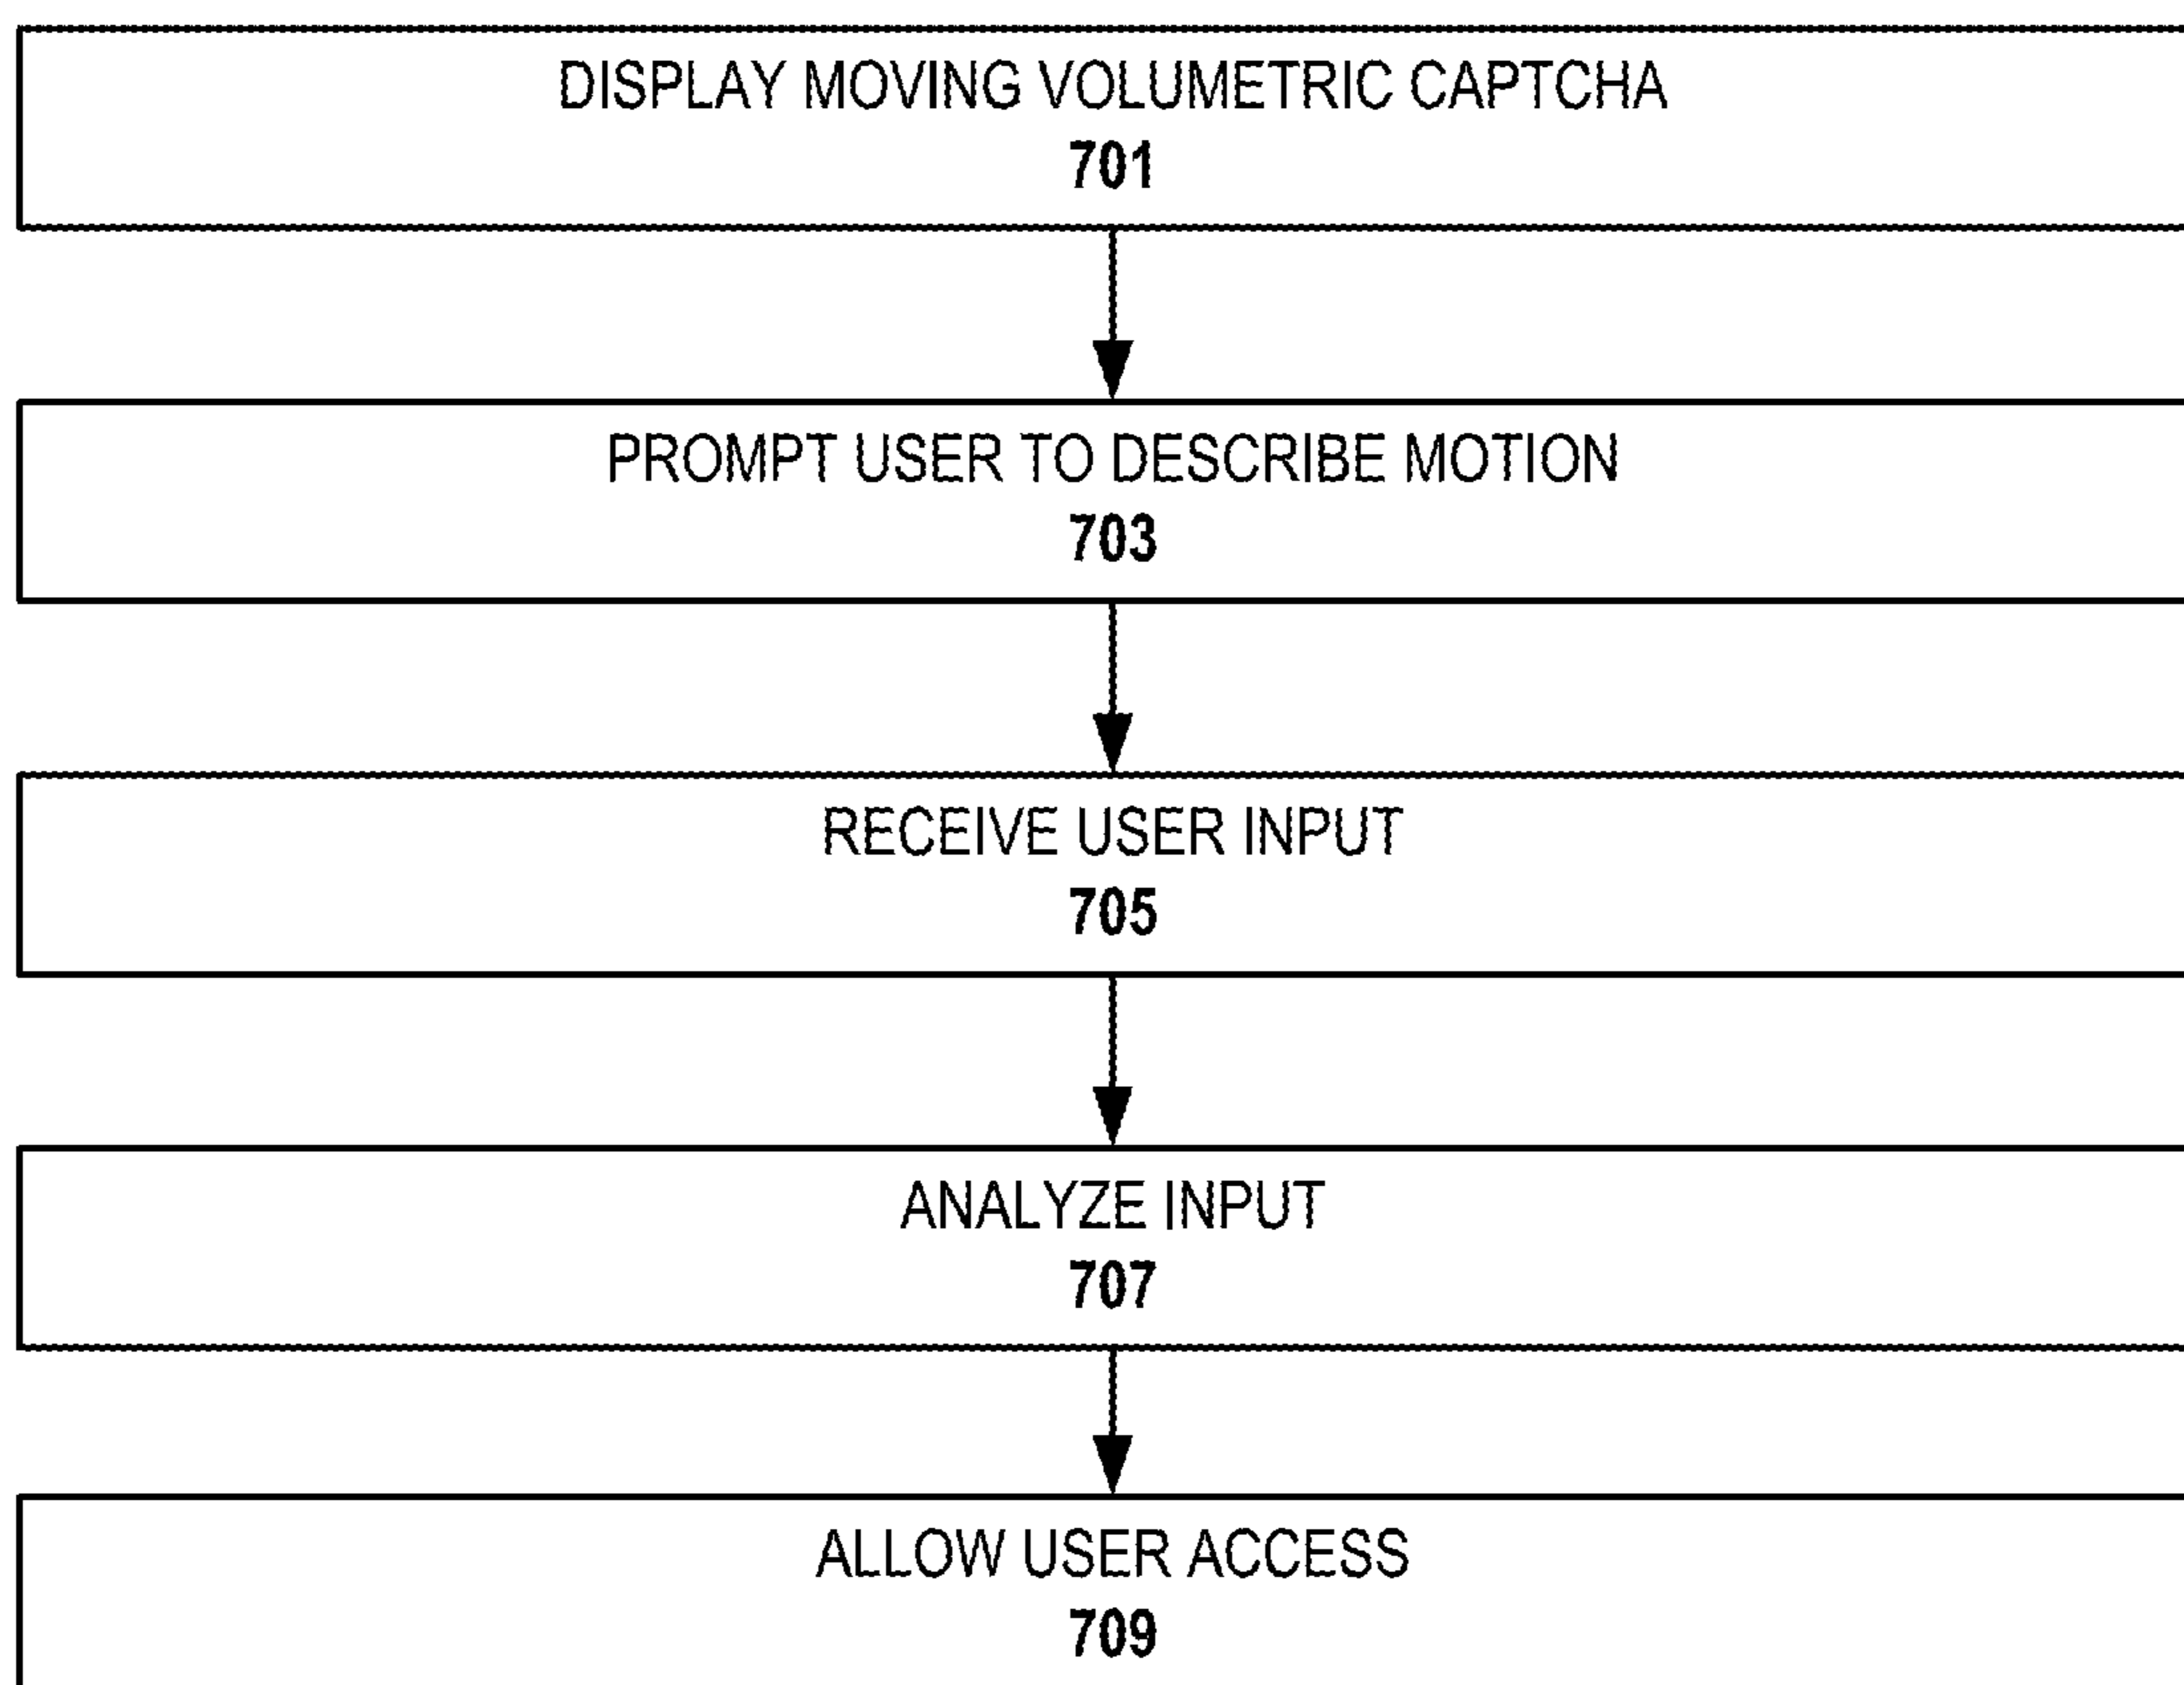 DISPLAY MOVING VOLUMETRIC CAPTCHA
701
PROMPT USER TO DESCRIBE MOTION
703
RECEIVE USER INPUT
705
ANALYZE INPUT
707
ALLOW USER ACCESS
709